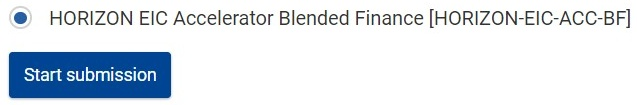 HORIZON EIC Accelerator Blended Finance [HORIZON-EIC-ACC-BF]
Start submission